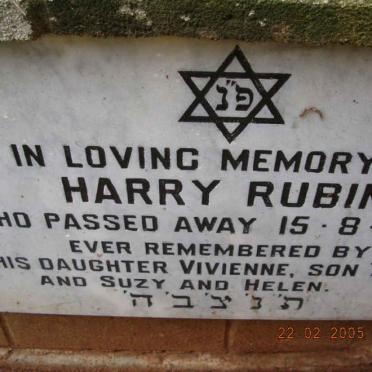 פ"נ
IN LOVING MEMORY
HARRY RUBIN
WHO PASSED AWAY 15·8·
EVER REMEMBERED BY
HIS DAUGHTER VIVIENNE, SON
AND SUZY AND HELEN.
ת'נ'צ'ב'ה'
22 02 2005